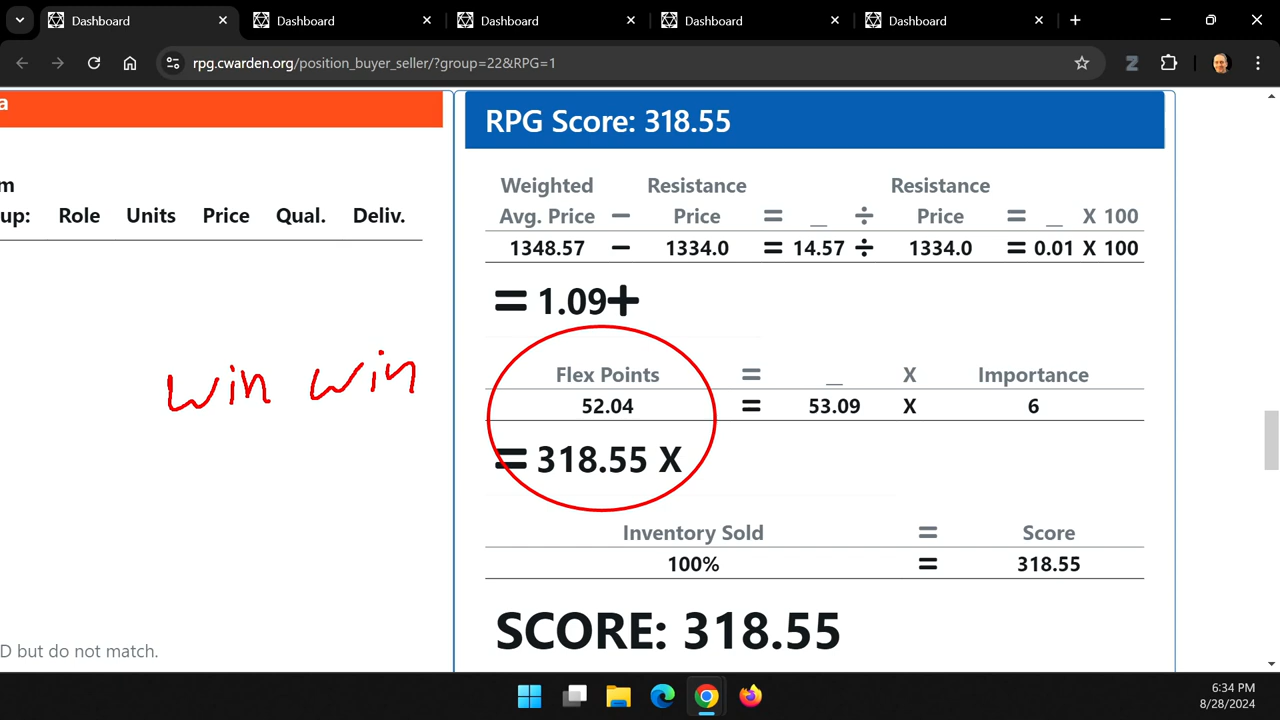 Dashboard Dashboard Dashboard Dashboard Dashboard
rpg.cwarden.org/position_buyer_seller/?group=22&RPG=1
a
m
up: Role Units Price Qual. Deliv.
win win
D but do not match.
RPG Score: 318.55
Weighted Resistance Resistance
Avg. Price − Price = _ ÷ Price = _ X 100
1348.57 − 1334.0 = 14.57 ÷ 1334.0 = 0.01 X 100
= 1.09+
Flex Points = _ X Importance
52.04 = 53.09 X 6
= 318.55 X
Inventory Sold = Score
100% = 318.55
SCORE: 318.55
6:34 PM
8/28/2024